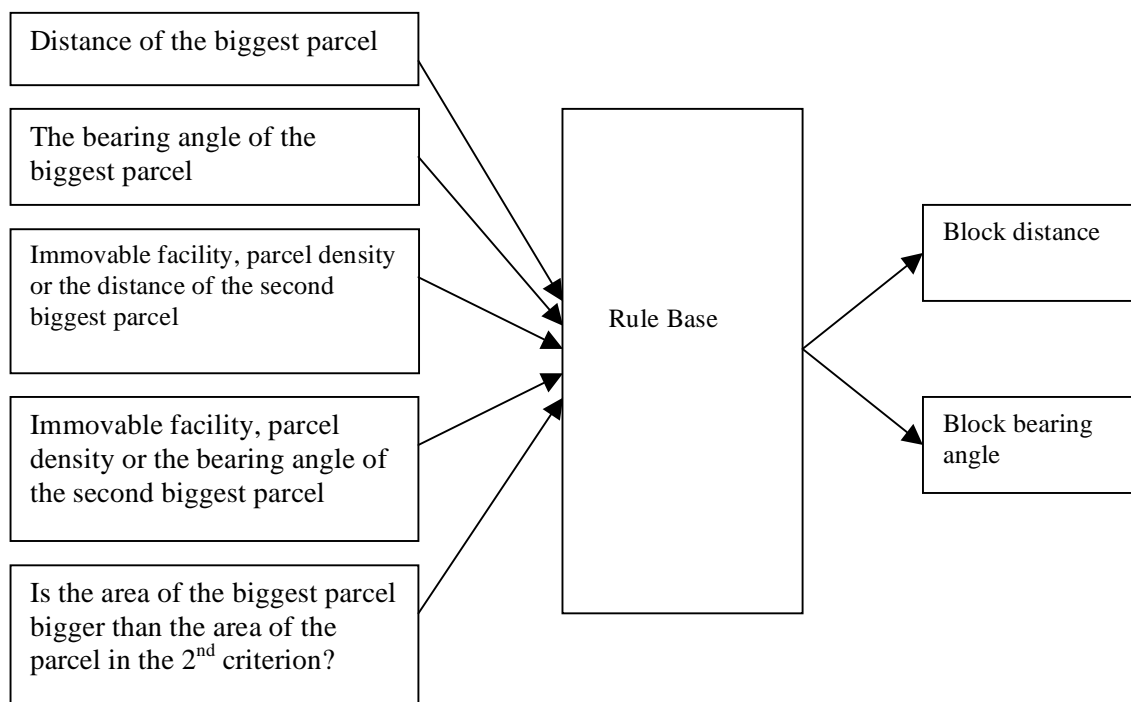 Distance of the biggest parcel
The bearing angle of the
biggest parcel
Immovable facility, parcel density
or the distance of the second
biggest parcel
Immovable facility, parcel
density or the bearing angle of
the second biggest parcel
Is the area of the biggest parcel
bigger than the area of the
parcel in the 2nd criterion?
Rule Base
Block distance
Block bearing
angle